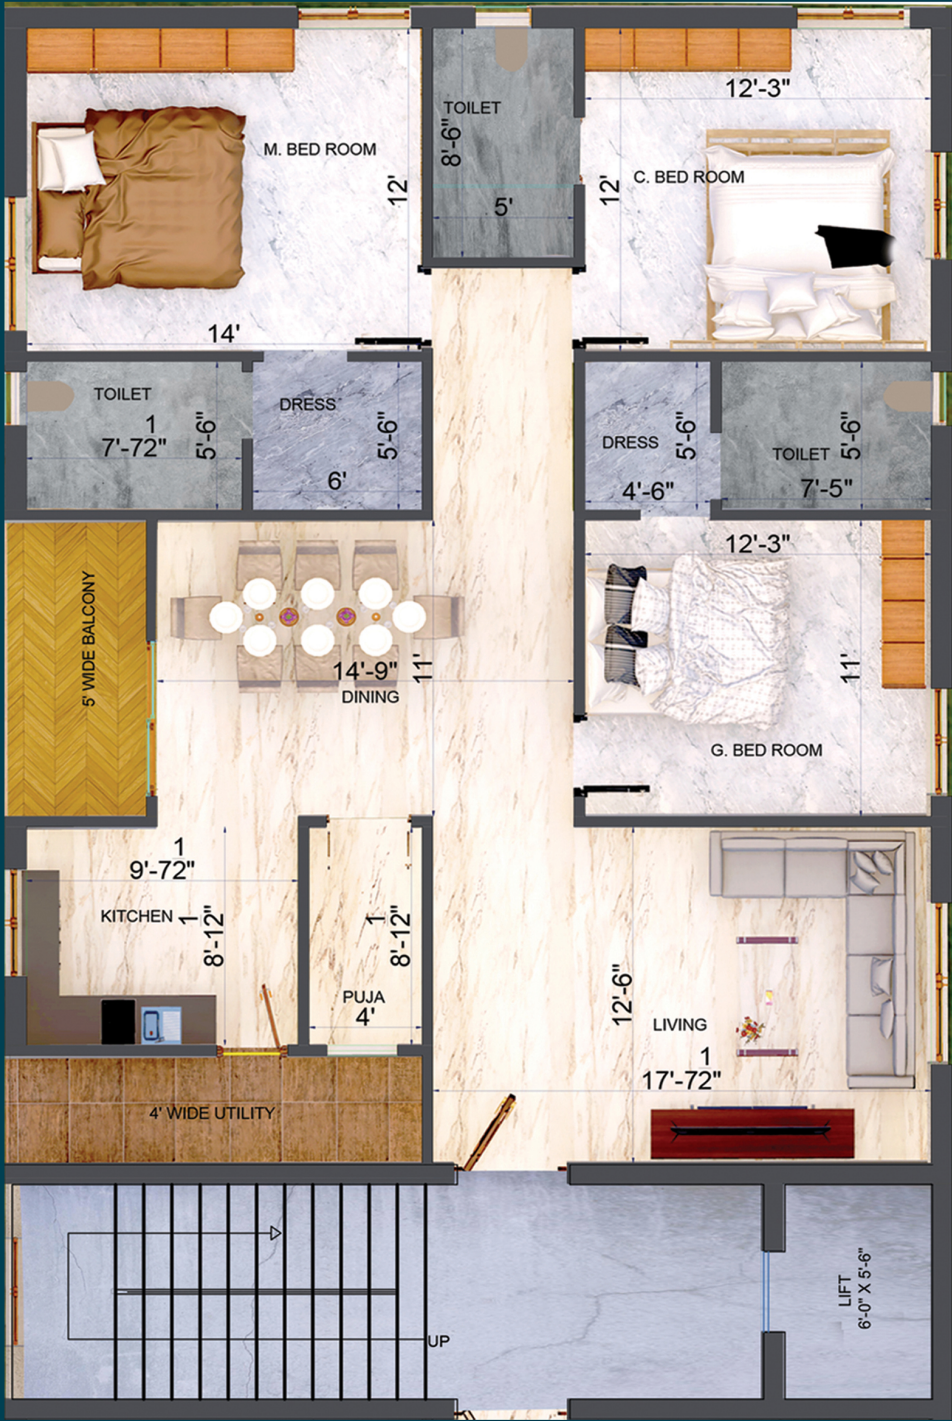 M. BED ROOM
12'
14'
TOILET
8'-6"
5'
12'-3"
C. BED ROOM
12'
TOILET
1
7'-72"
5'-6"
DRESS
5'-6"
6'
DRESS
5'-6"
4'-6"
TOILET
5'-6"
7'-5"
5' WIDE BALCONY
14'-9"
11'
DINING
12'-3"
11'
G. BED ROOM
1
9'-72"
KITCHEN
1
8'-12"
1
8'-12"
PUJA
4'
12'-6"
LIVING
1
17'-72"
4' WIDE UTILITY
UP
LIFT
6'-0" X 5'-6"